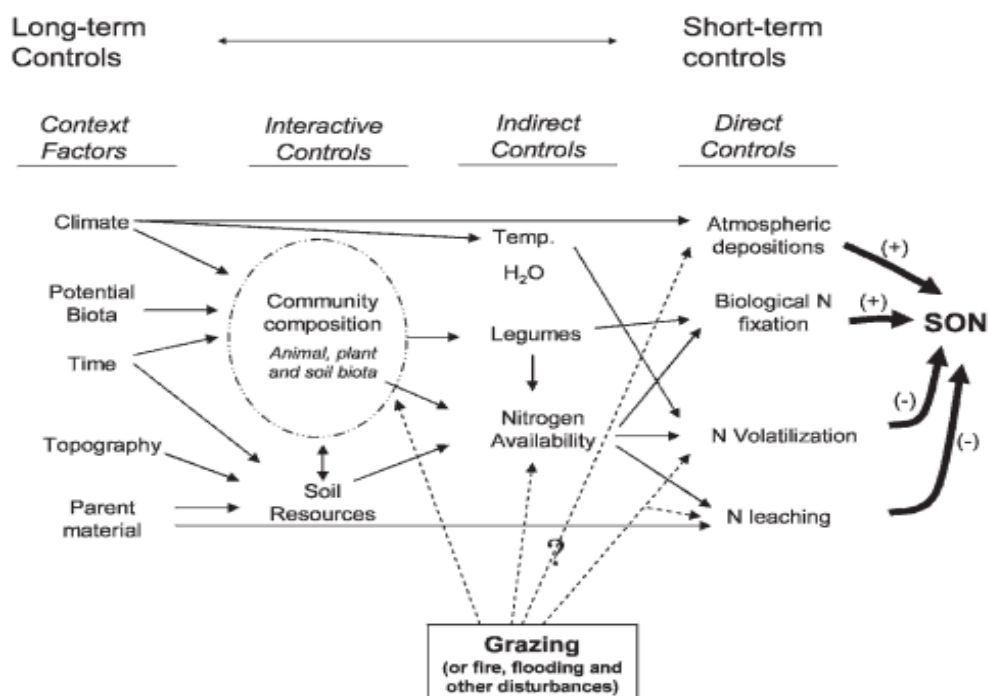 Long-term
Controls
Short-term
controls
Context
Factors
Interactive
Controls
Indirect
Controls
Direct
Controls
Climate
Potential
Biota
Time
Topography
Parent
material
Community
composition
Animal, plant
and soil biota
Soil
Resources
Temp.
H₂O
Legumes
Nitrogen
Availability
Atmospheric
depositions
Biological N
fixation
N Volatilization
N leaching
(+)
(+)
SON
(-)
(-)
?
Grazing
(or fire, flooding and
other disturbances)